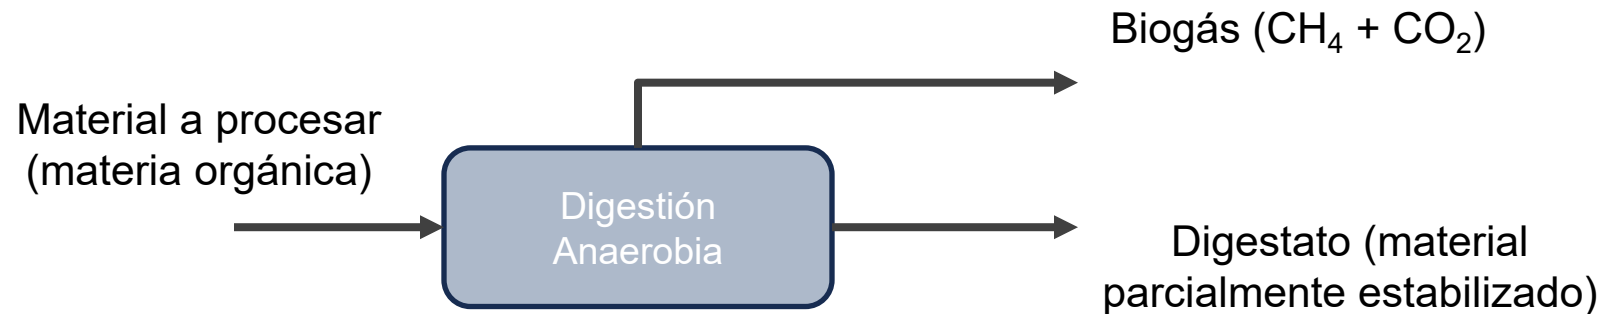 Biogás (CH₄ + CO₂)
Material a procesar
(materia orgánica)
Digestión
Anaerobia
Digestato (material
parcialmente estabilizado)